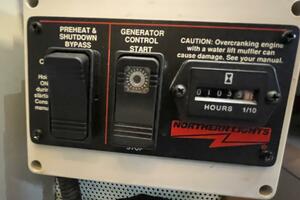 PREHEAT &
SHUTDOWN
BYPASS
GENERATOR
CONTROL
START
CAUTION: Overcranking engine
with a water lift muffler can
cause damage. See your manual.
HOURS 1/10
NORTHERN LIGHTS
STOP